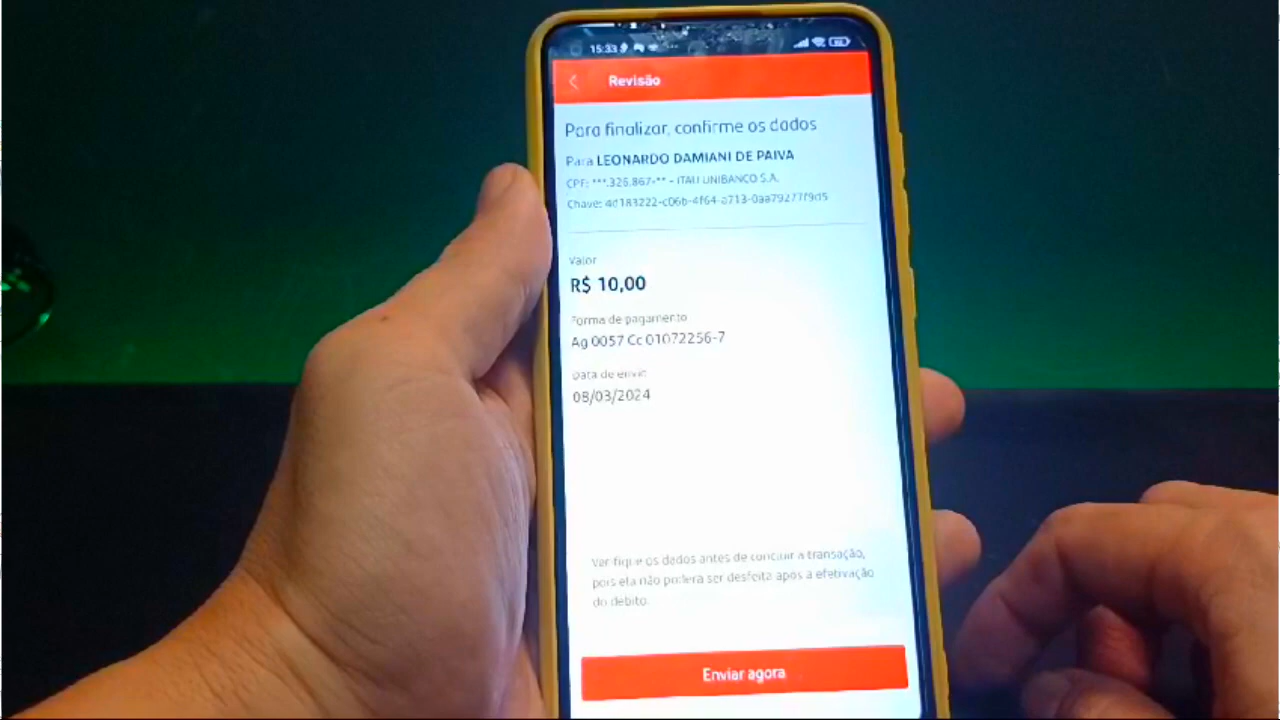 15:33
Revisão
Para finalizar, confirme os dados
Para LEONARDO DAMIANI DE PAIVA
CPF: ***.326.867-** - ITAU UNIBANCO S.A.
Chave: 4d183222-c06b-4f64-a713-0aa79277f9d5
Valor
R$ 10,00
Forma de pagamento
Ag 0057 Cc 01072256-7
Data de envio
08/03/2024
Verifique os dados antes de concluir a transação,
pois ela não poderá ser desfeita após a efetivação
do débito.
Enviar agora